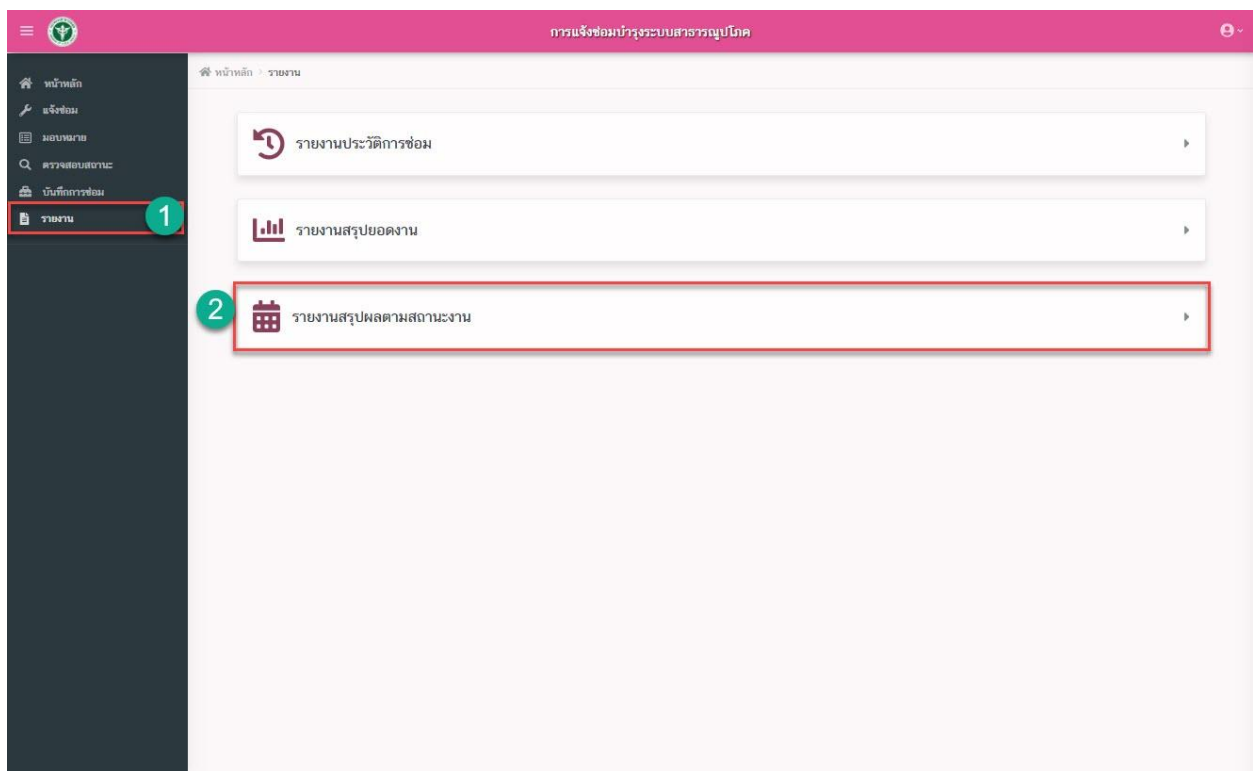 การแจ้งซ่อมบำรุงระบบสาธารณูปโภค
หน้าหลัก > รายงาน
หน้าหลัก
แจ้งซ่อม
มอบหมาย
ตรวจสอบสถานะ
บันทึกการซ่อม
รายงาน
1
รายงานประวัติการซ่อม
รายงานสรุปยอดงาน
2
รายงานสรุปผลตามสถานะงาน